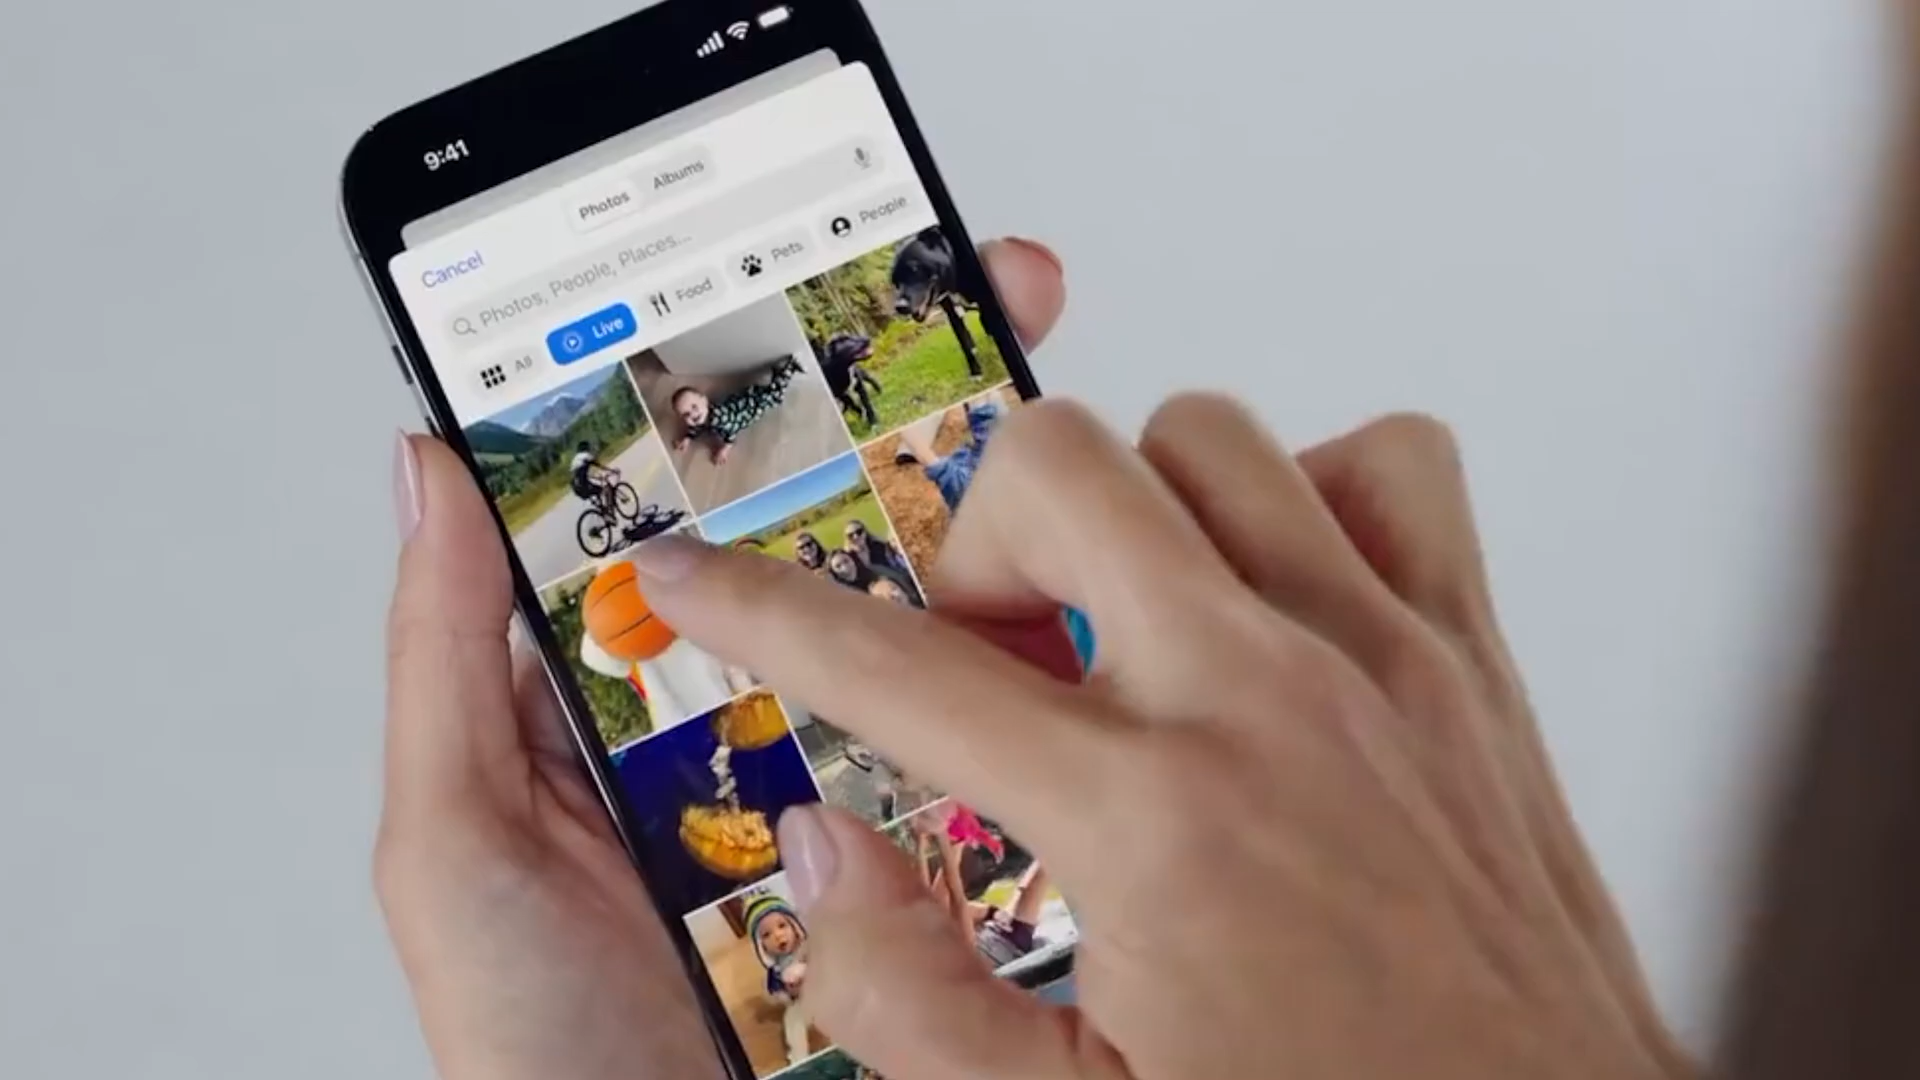 9:41
Photos Albums
Cancel
Photos, People, Places...
All Live Food Pets People